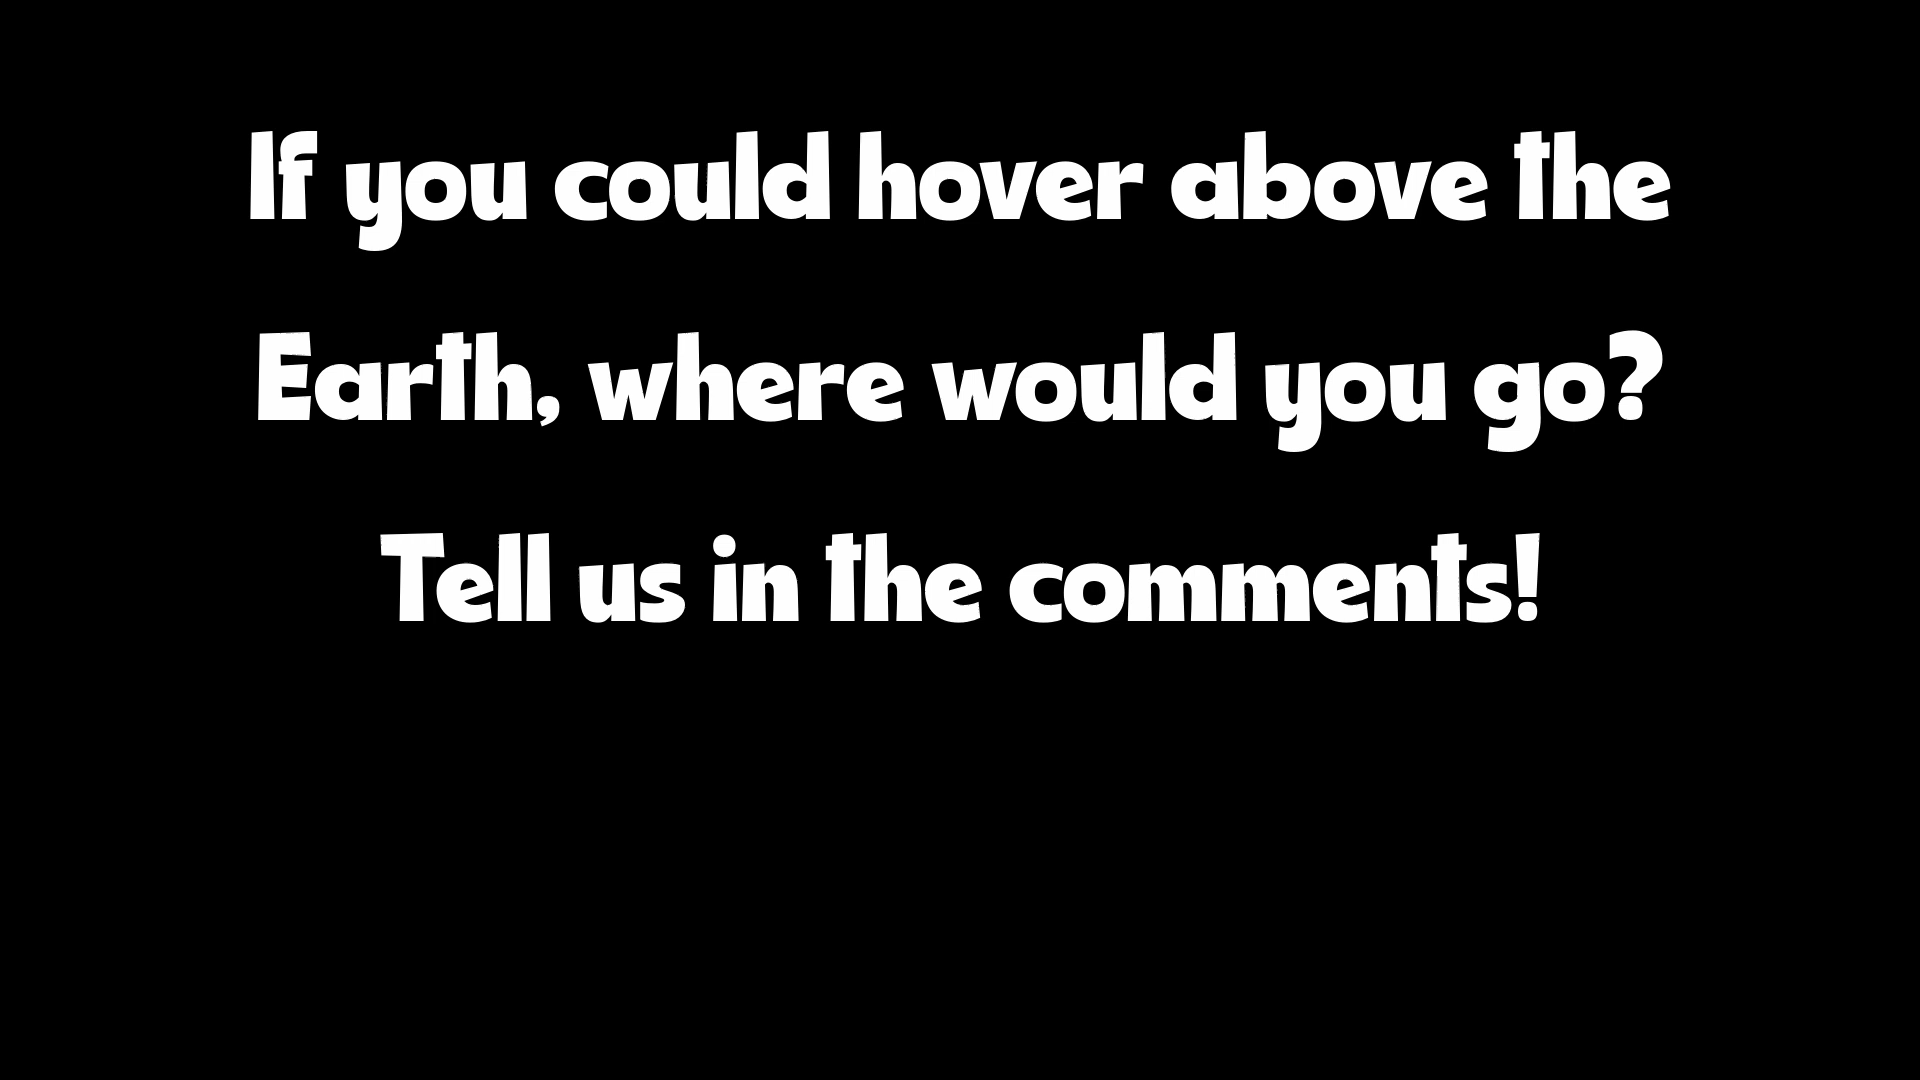 If you could hover above the
Earth, where would you go?
Tell us in the comments!